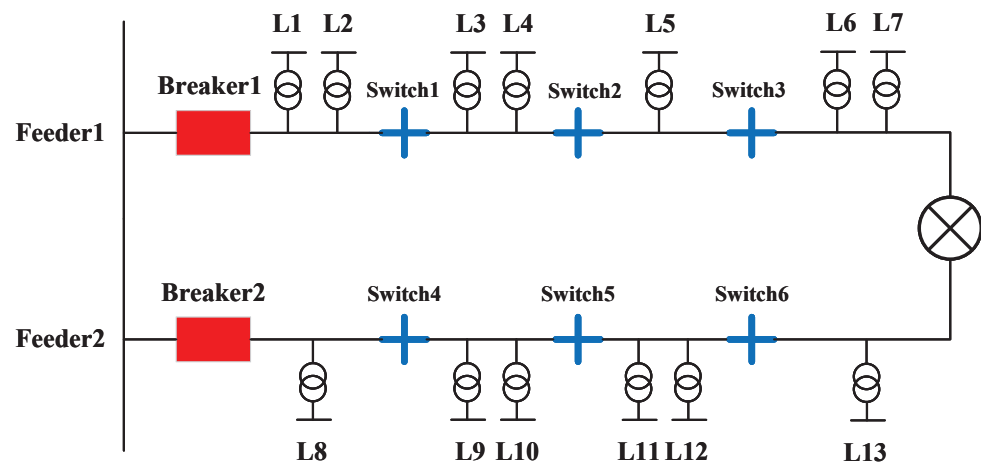 L1 L2 L3 L4 L5 L6 L7
Breaker1 Switch1 Switch2 Switch3
Feeder1
Breaker2 Switch4 Switch5 Switch6
Feeder2
L8 L9 L10 L11 L12 L13